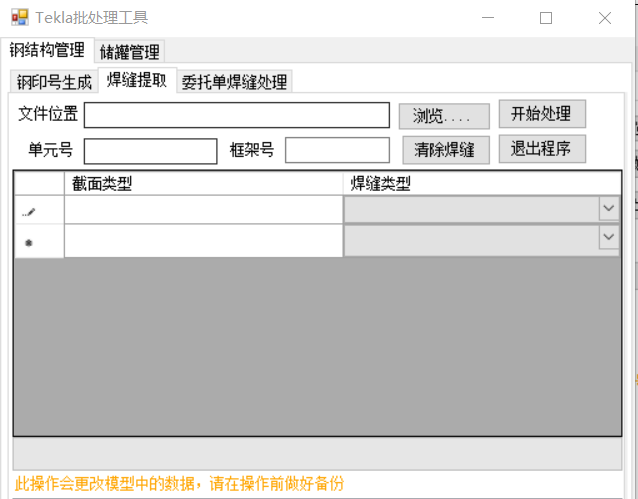 Tekla批处理工具
钢结构管理 储罐管理
钢印号生成 焊缝提取 委托单焊缝处理
文件位置 浏览.... 开始处理
单元号 框架号 清除焊缝 退出程序
截面类型 焊缝类型
此操作会更改模型中的数据，请在操作前做好备份